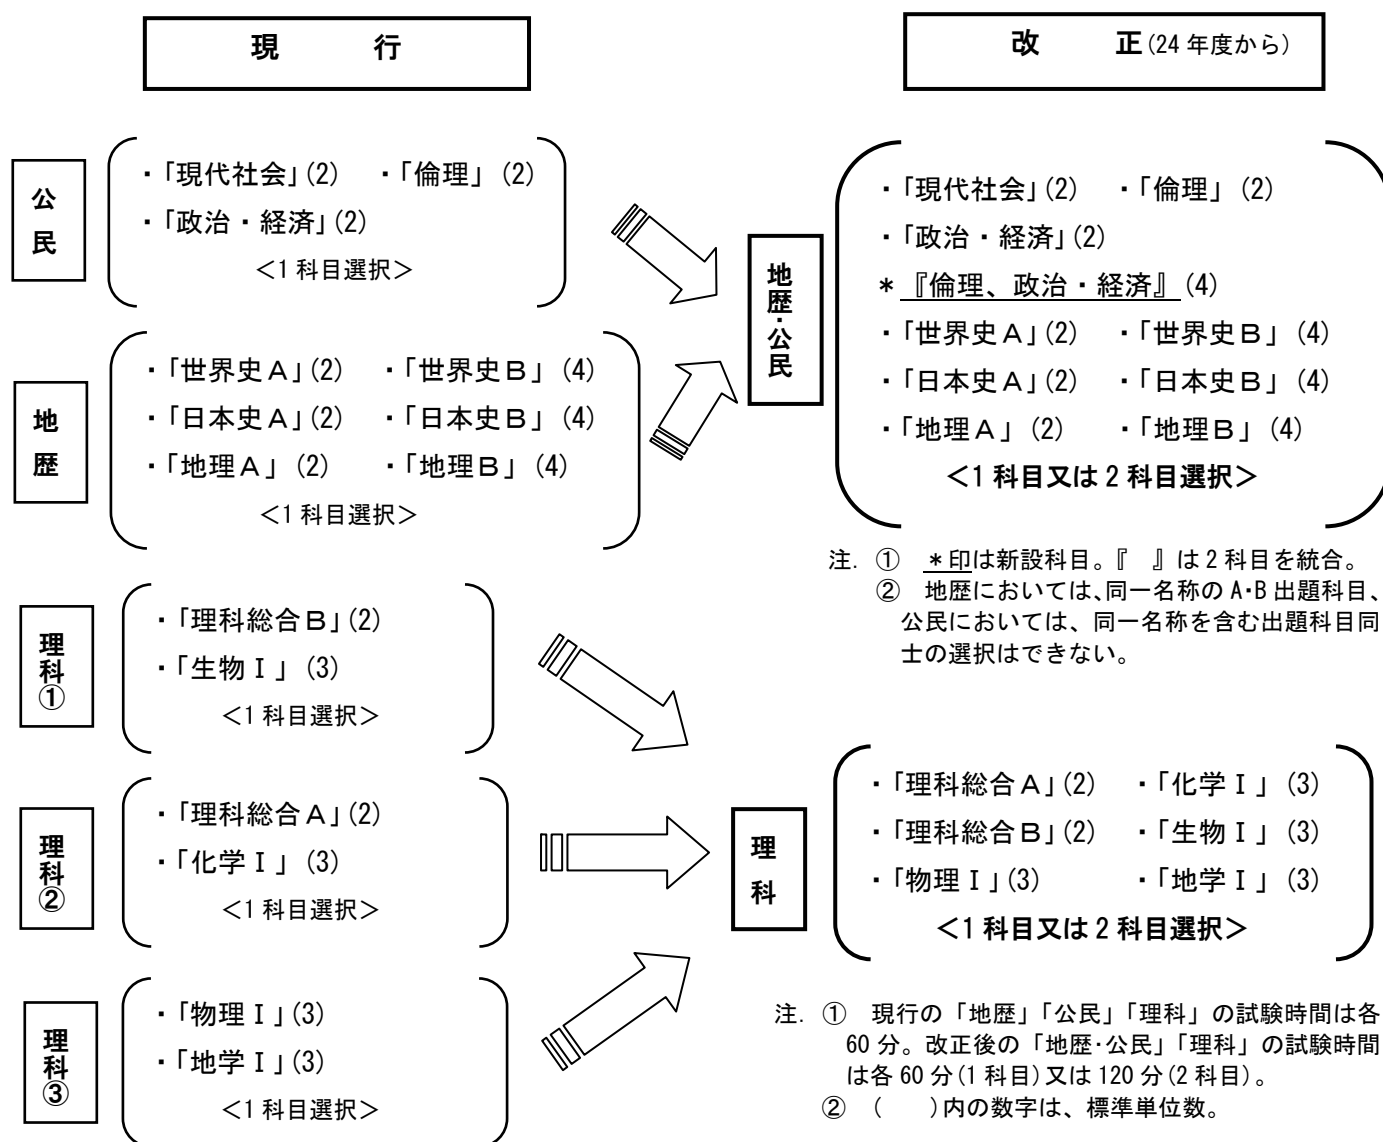 現　　行
改　　正(24年度から)
公民
・「現代社会」(2)　・「倫理」(2)
・「政治・経済」(2)
＜1科目選択＞
地歴
・「世界史A」(2)　・「世界史B」(4)
・「日本史A」(2)　・「日本史B」(4)
・「地理A」(2)　・「地理B」(4)
＜1科目選択＞
地歴・公民
・「現代社会」(2)　・「倫理」(2)
・「政治・経済」(2)
＊『倫理、政治・経済』(4)
・「世界史A」(2)　・「世界史B」(4)
・「日本史A」(2)　・「日本史B」(4)
・「地理A」(2)　・「地理B」(4)
＜1科目又は2科目選択＞
注. ①　＊印は新設科目。『　』は2科目を統合。
②　地歴においては、同一名称のA・B出題科目、
公民においては、同一名称を含む出題科目同
士の選択はできない。
理科①
・「理科総合B」(2)
・「生物Ⅰ」(3)
＜1科目選択＞
理科②
・「理科総合A」(2)
・「化学Ⅰ」(3)
＜1科目選択＞
理科③
・「物理Ⅰ」(3)
・「地学Ⅰ」(3)
＜1科目選択＞
理科
・「理科総合A」(2)　・「化学Ⅰ」(3)
・「理科総合B」(2)　・「生物Ⅰ」(3)
・「物理Ⅰ」(3)　・「地学Ⅰ」(3)
＜1科目又は2科目選択＞
注. ①　現行の「地歴」「公民」「理科」の試験時間は各
60分。改正後の「地歴・公民」「理科」の試験時間
は各60分(1科目)又は120分(2科目)。
②　(　　)内の数字は、標準単位数。